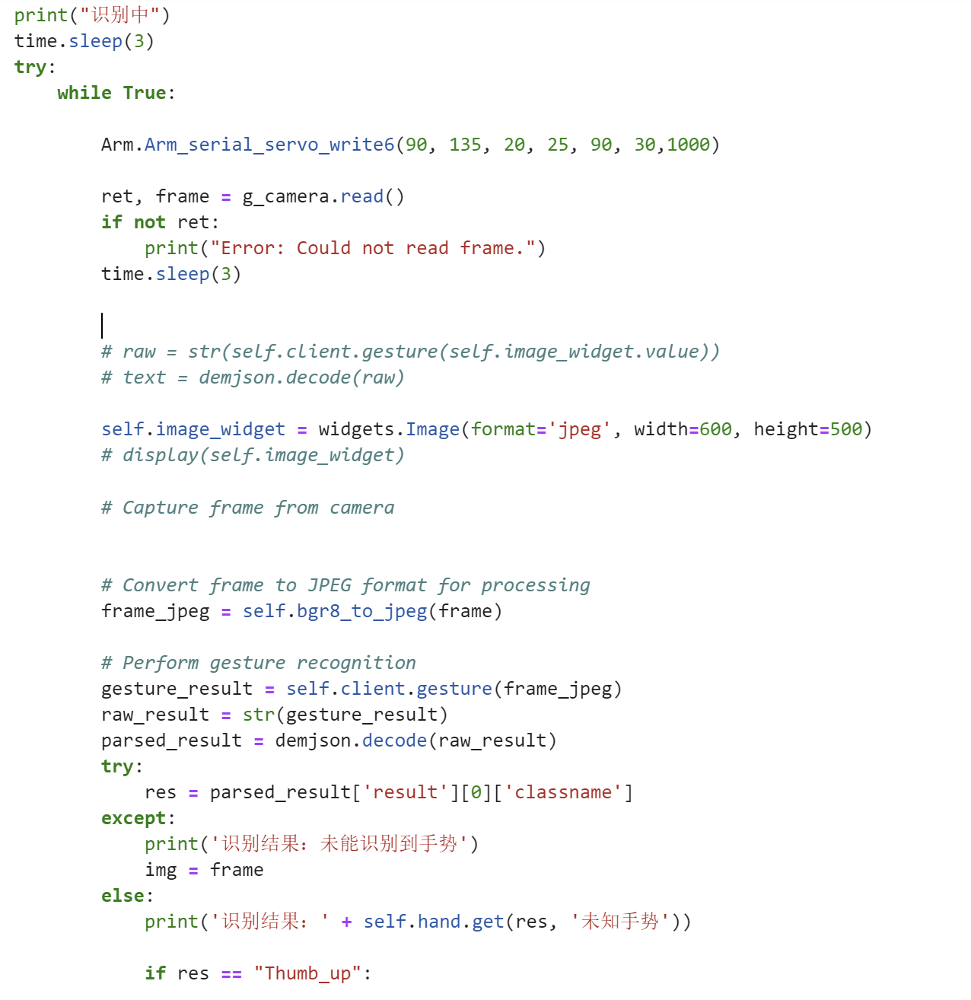 print("识别中")
time.sleep(3)
try:
    while True:
        Arm.Arm_serial_servo_write6(90, 135, 20, 25, 90, 30,1000)
        ret, frame = g_camera.read()
        if not ret:
            print("Error: Could not read frame.")
        time.sleep(3)
        # raw = str(self.client.gesture(self.image_widget.value))
        # text = demjson.decode(raw)
        self.image_widget = widgets.Image(format='jpeg', width=600, height=500)
        # display(self.image_widget)
        # Capture frame from camera
        # Convert frame to JPEG format for processing
        frame_jpeg = self.bgr8_to_jpeg(frame)
        # Perform gesture recognition
        gesture_result = self.client.gesture(frame_jpeg)
        raw_result = str(gesture_result)
        parsed_result = demjson.decode(raw_result)
        try:
            res = parsed_result['result'][0]['classname']
        except:
            print('识别结果：未能识别到手势')
            img = frame
        else:
            print('识别结果：' + self.hand.get(res, '未知手势'))
            if res == "Thumb_up":